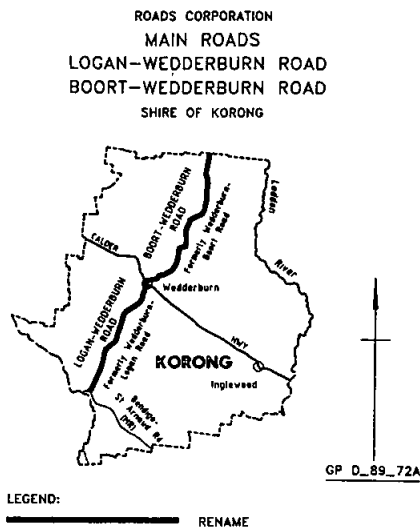 ROADS CORPORATION
MAIN ROADS
LOGAN-WEDDERBURN ROAD
BOORT-WEDDERBURN ROAD
SHIRE OF KORONG
BOORT-WEDDERBURN
ROAD
Formerly Wedderburn-
Boort Road
Loddon
River
CALDER
Wedderburn
LOGAN-WEDDERBURN
ROAD
Formerly Wedderburn-
Logan Road
HWY
KORONG
Inglewood
Bendigo-
St Arnaud Rd
(MR)
GP D_89_72A
LEGEND:
RENAME